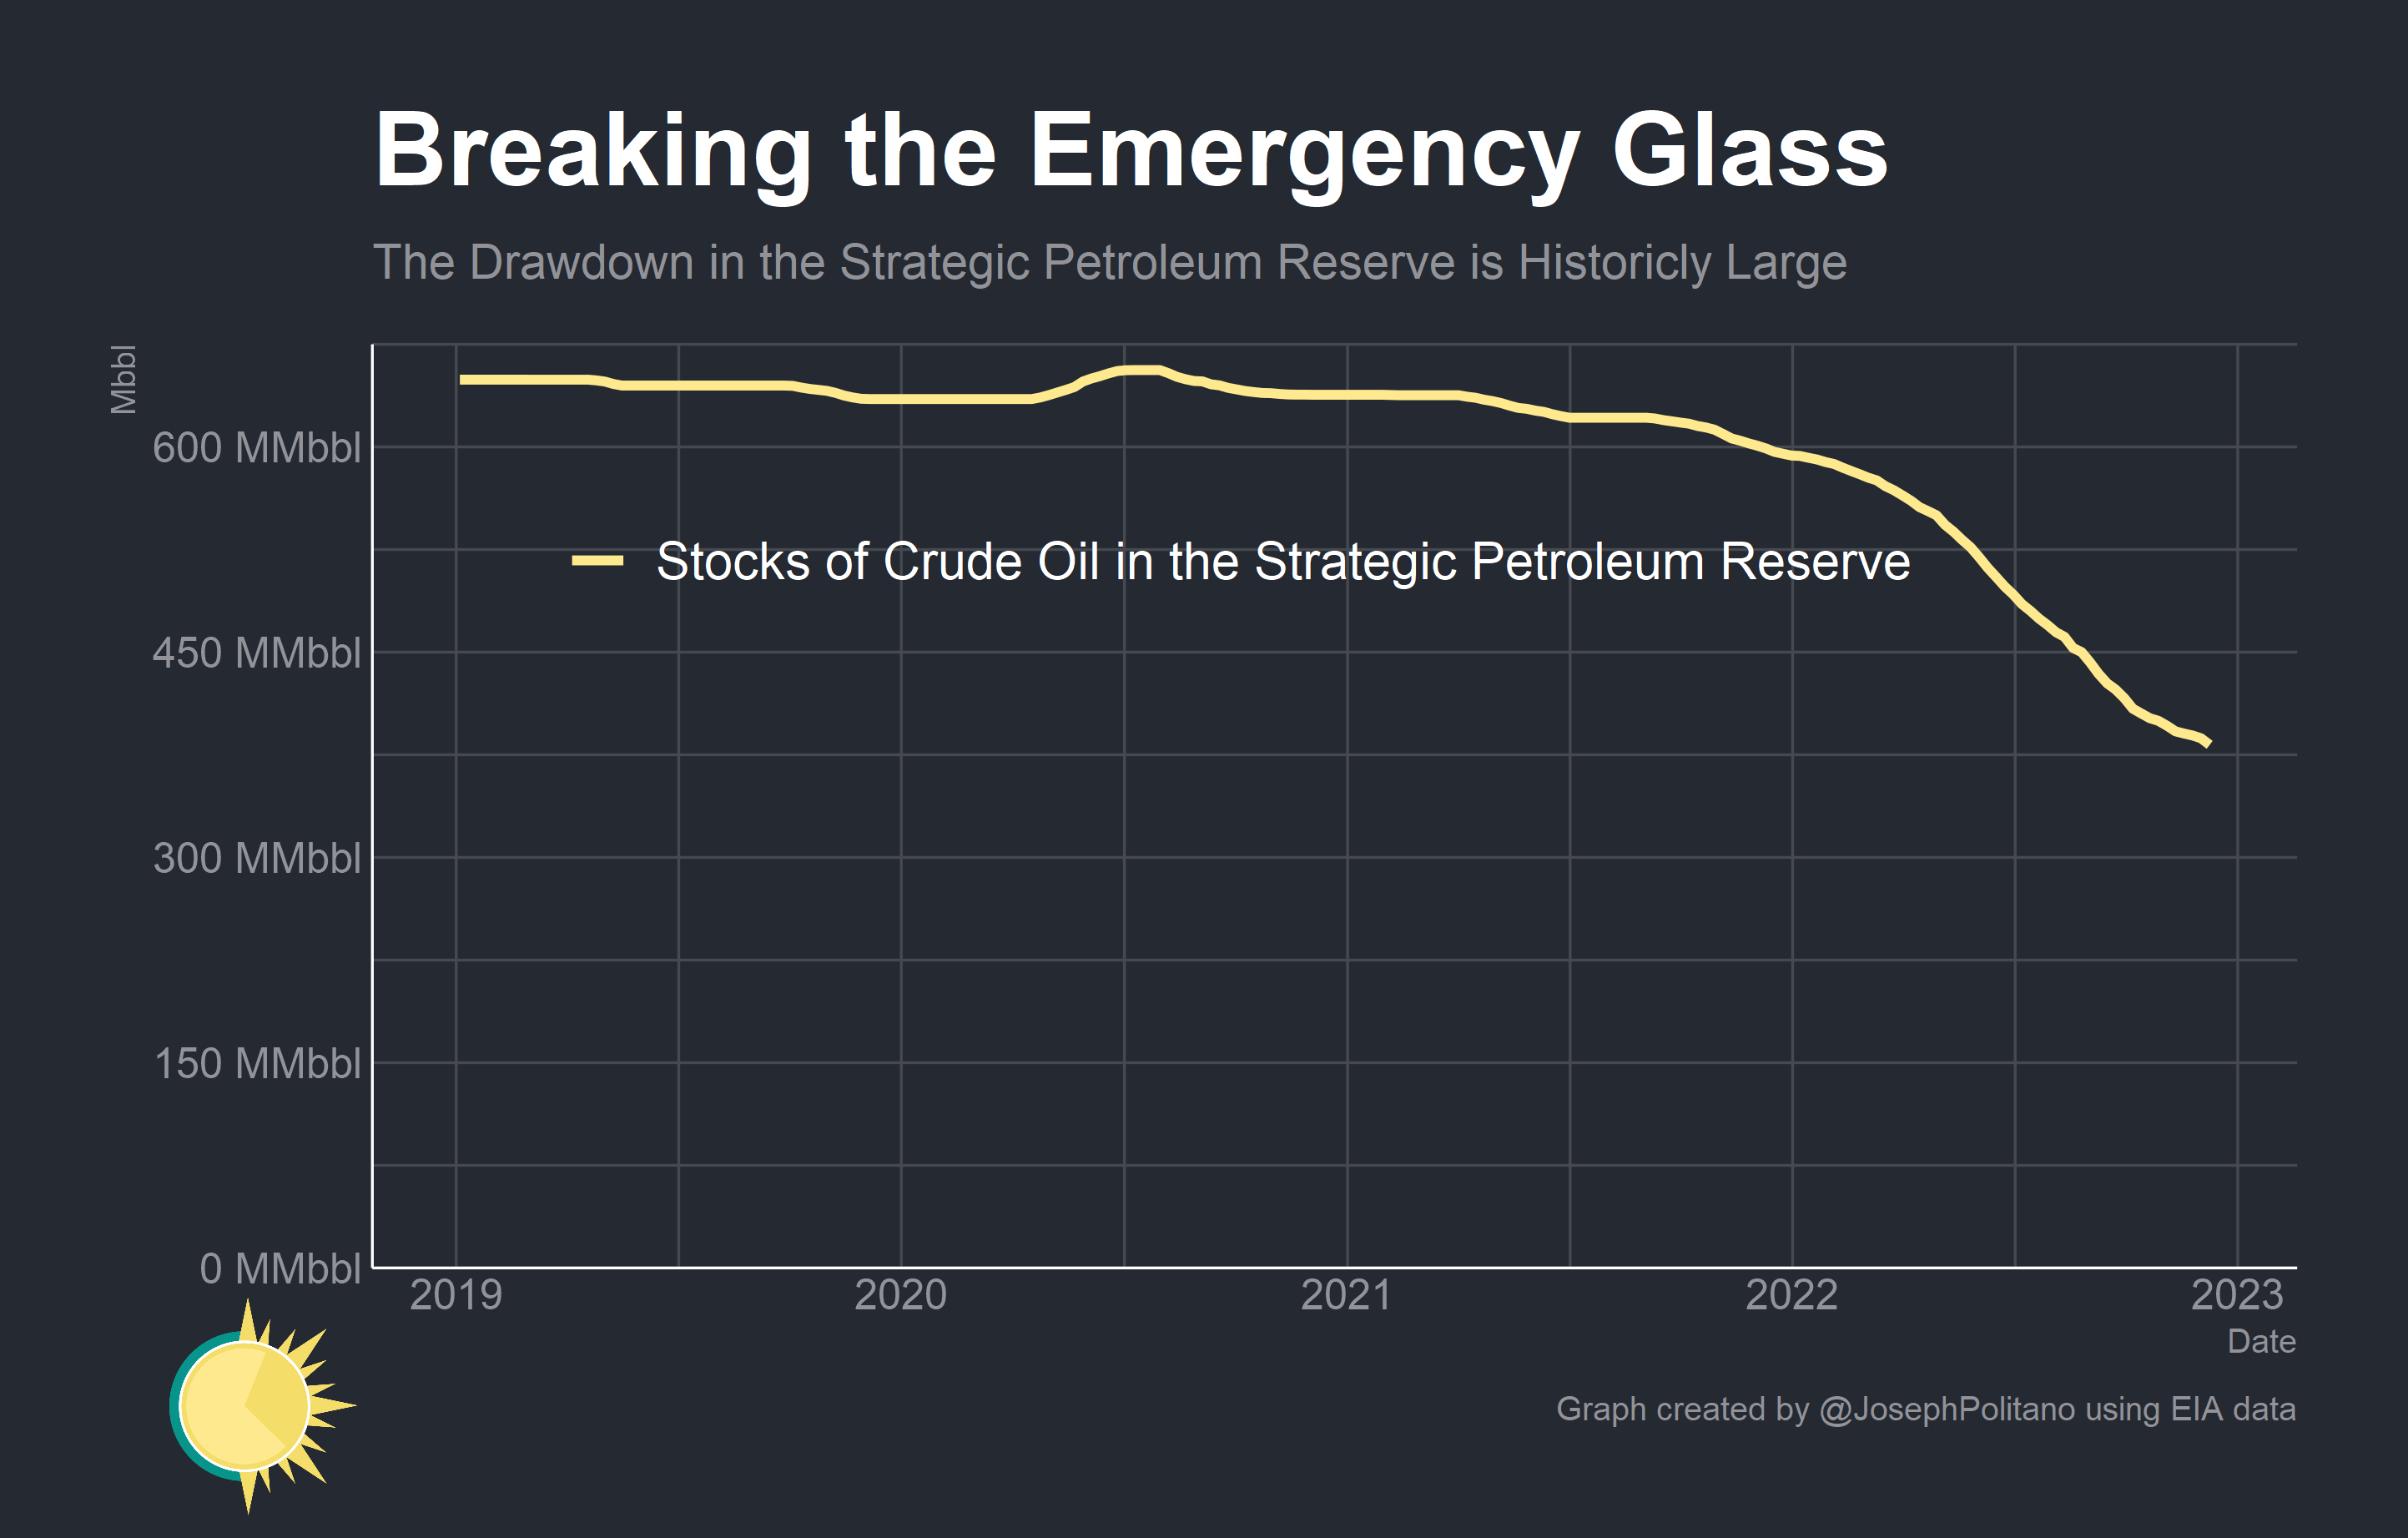 Breaking the Emergency Glass
The Drawdown in the Strategic Petroleum Reserve is Historicly Large
Mbbl
600 MMbbl
Stocks of Crude Oil in the Strategic Petroleum Reserve
450 MMbbl
300 MMbbl
150 MMbbl
0 MMbbl
2019 2020 2021 2022 2023
Date
Graph created by @JosephPolitano using EIA data